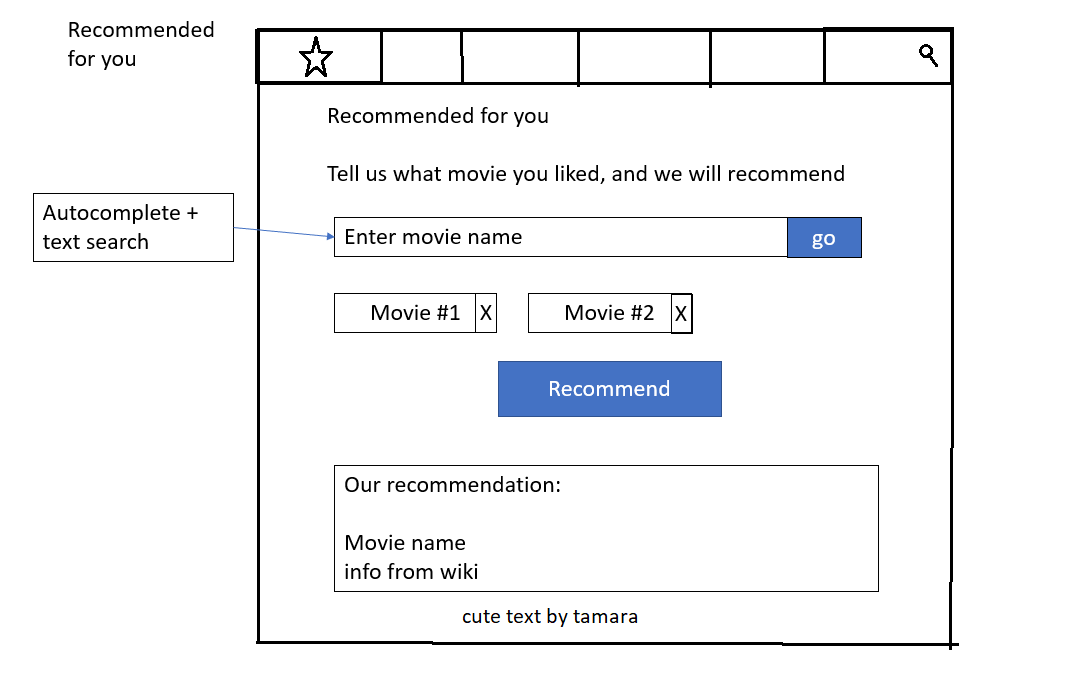 Recommended
for you
Recommended for you
Tell us what movie you liked, and we will recommend
Autocomplete +
text search
Enter movie name
go
Movie #1 X
Movie #2 X
Recommend
Our recommendation:
Movie name
info from wiki
cute text by tamara